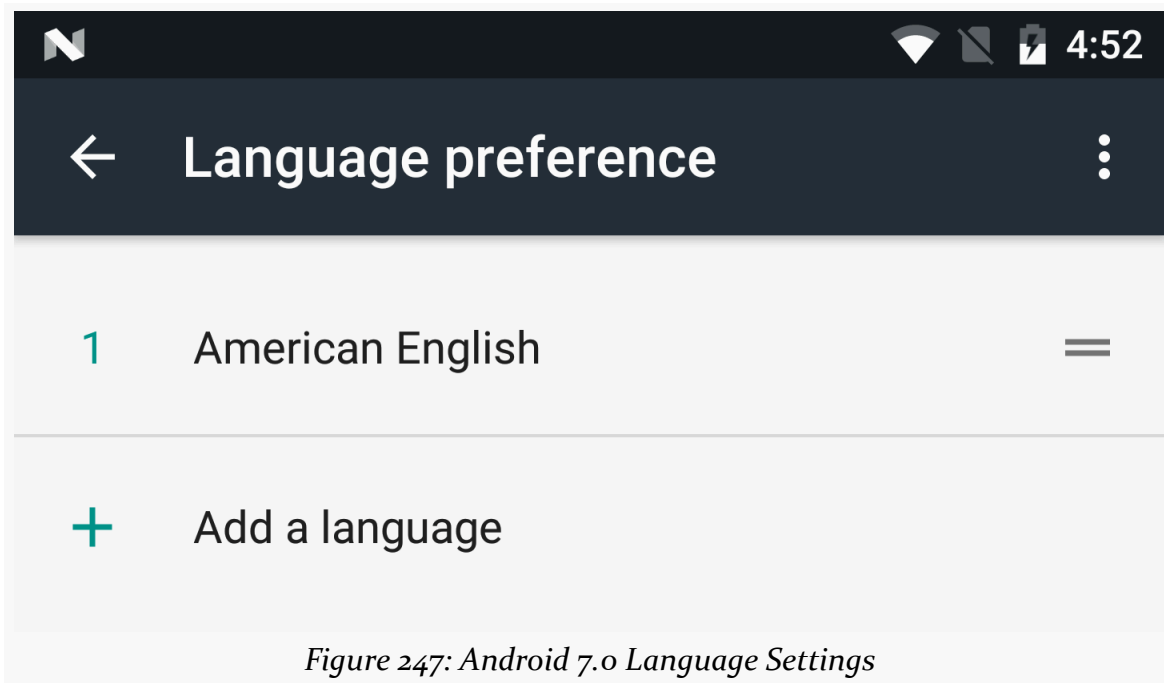 4:52
Language preference
1 American English
Add a language
Figure 247: Android 7.0 Language Settings